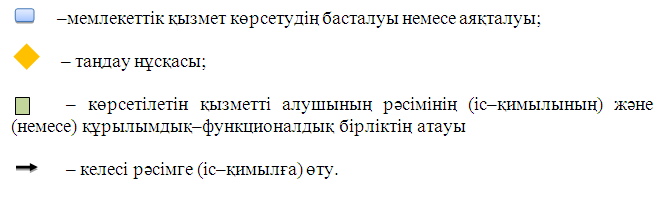 –мемлекеттік қызмет көрсетудің басталуы немесе аяқталуы;
– таңдау нұсқасы;
– көрсетілетін қызметті алушының рәсімінің (іс–қимылының) және
(немесе) құрылымдық–функционалдық бірліктің атауы
– келесі рәсімге (іс–қимылға) өту.